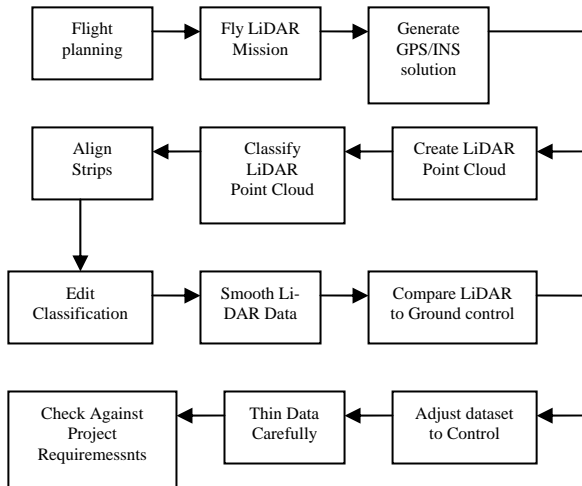 Flight
planning
Fly LiDAR
Mission
Generate
GPS/INS
solution
Create LiDAR
Point Cloud
Classify
LiDAR
Point Cloud
Align
Strips
Edit
Classification
Smooth Li-
DAR Data
Compare LiDAR
to Ground control
Adjust dataset
to Control
Thin Data
Carefully
Check Against
Project
Requiremessnts